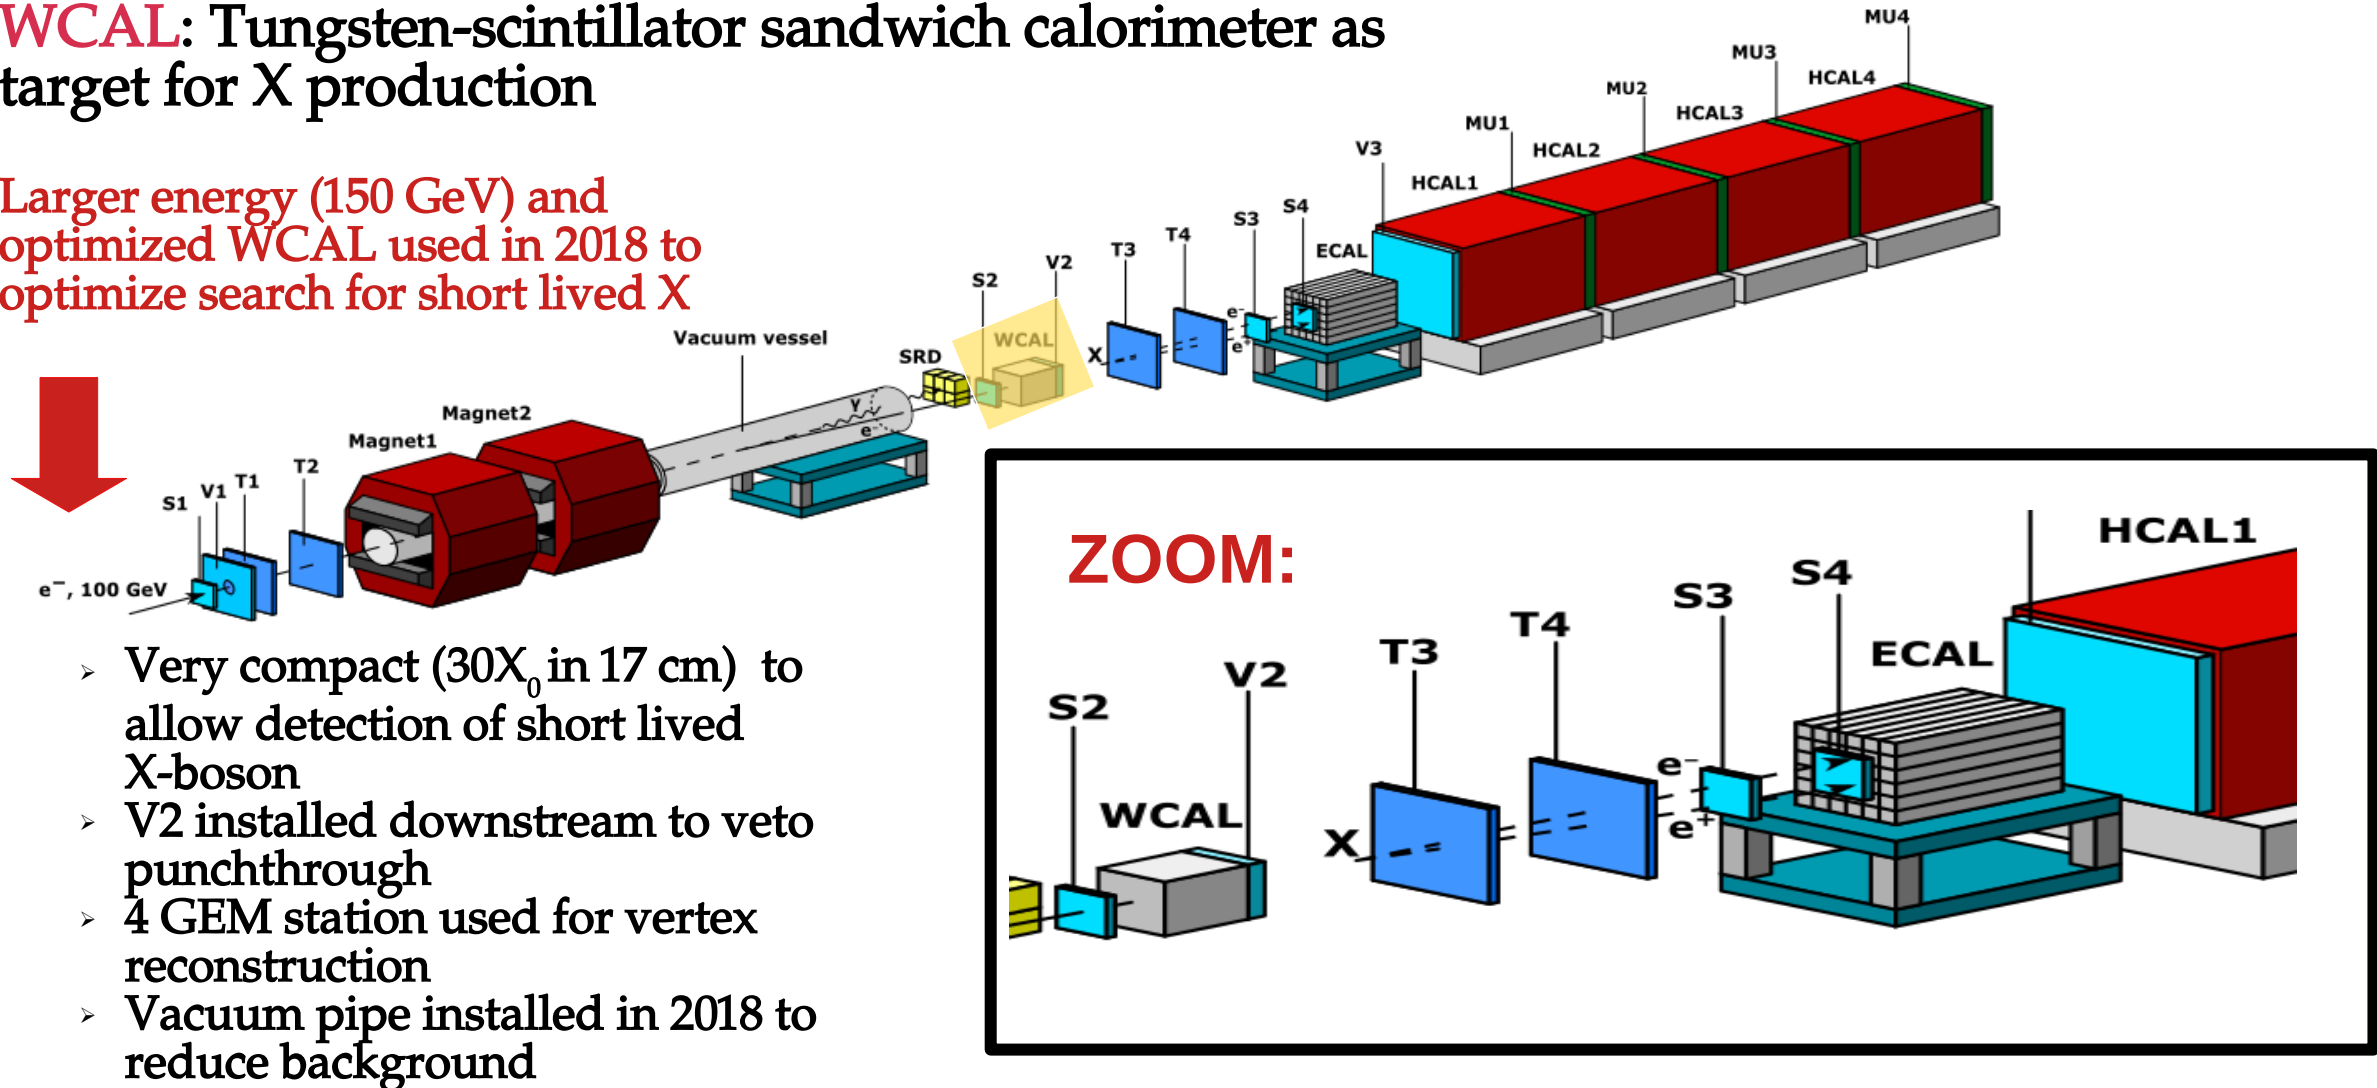 WCAL: Tungsten-scintillator sandwich calorimeter as
target for X production
Larger energy (150 GeV) and
optimized WCAL used in 2018 to
optimize search for short lived X
MU4
MU3
HCAL4
MU2
HCAL3
MU1
HCAL2
V3
HCAL1
S4
S3
ECAL
T4
T3
V2
S2
WCAL
e⁻
e⁺
X
SRD
Vacuum vessel
γ
e⁻
Magnet2
Magnet1
T2
T1
V1
S1
e⁻, 100 GeV
➢ Very compact (30X₀ in 17 cm) to
allow detection of short lived
X-boson
➢ V2 installed downstream to veto
punchthrough
➢ 4 GEM station used for vertex
reconstruction
➢ Vacuum pipe installed in 2018 to
reduce background
ZOOM:
HCAL1
S4
S3
T4
T3
ECAL
V2
S2
e⁻
WCAL
e⁺
X